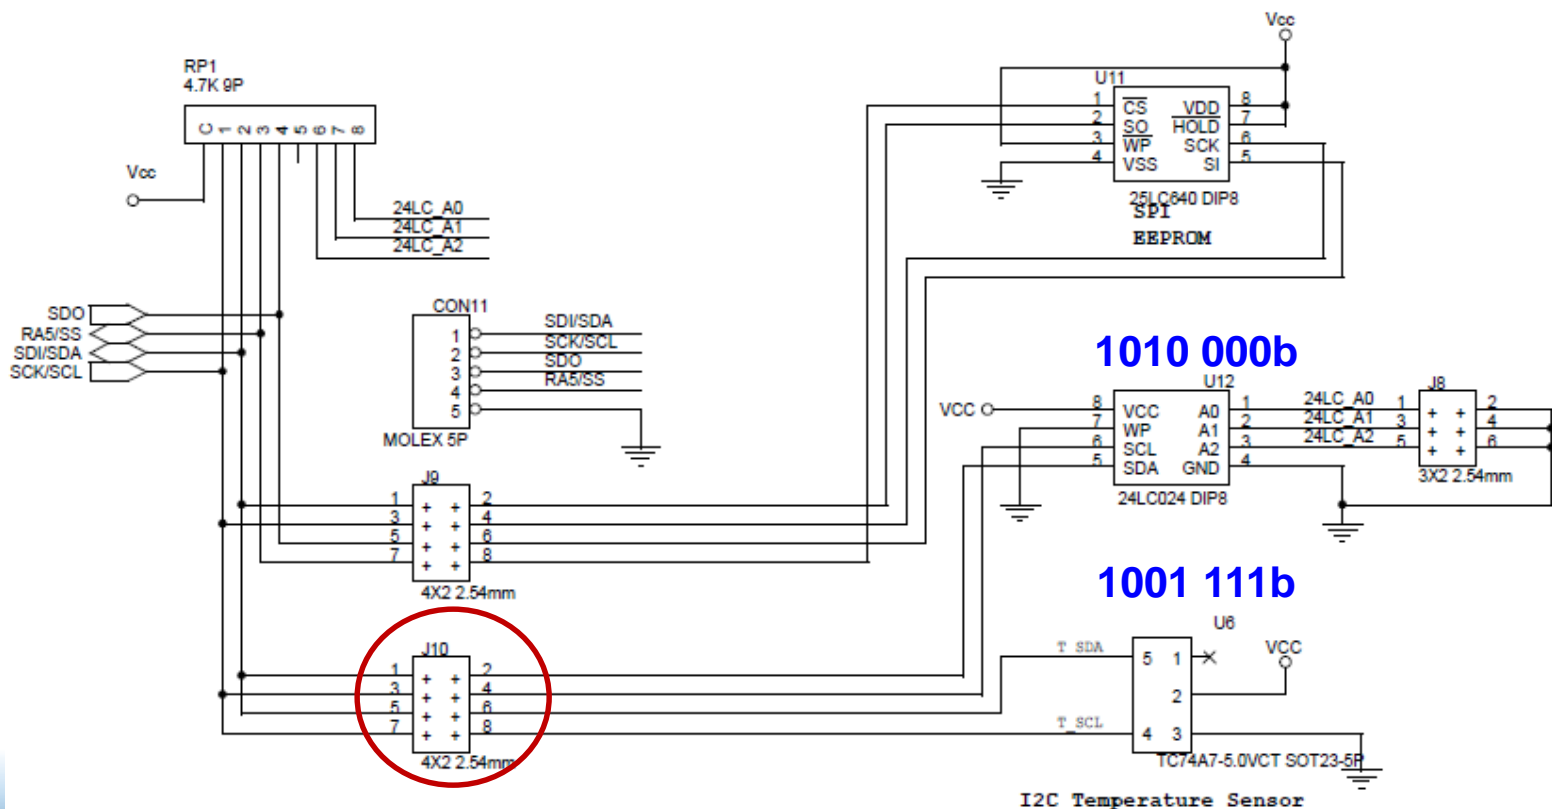 Vcc
RP1
4.7K 9P
C 1 2 3 4 5 6 7 8
Vcc
24LC_A0
24LC_A1
24LC_A2
U11
1 CS VDD 8
2 SO HOLD 7
3 WP SCK 6
4 VSS SI 5
25LC640 DIP8
SPI
EEPROM
SDO
RA5/SS
SDI/SDA
SCK/SCL
CON11
1 SDI/SDA
2 SCK/SCL
3 SDO
4 RA5/SS
5
MOLEX 5P
1010 000b
U12
VCC
8 VCC A0 1
7 WP A1 2
6 SCL A2 3
5 SDA GND 4
24LC024 DIP8
24LC_A0
24LC_A1
24LC_A2
J8
1 + + 2
3 + + 4
5 + + 6
3X2 2.54mm
J9
1 + + 2
3 + + 4
5 + + 6
7 + + 8
4X2 2.54mm
1001 111b
J10
1 + + 2
3 + + 4
5 + + 6
7 + + 8
4X2 2.54mm
U6
VCC
T_SDA
T_SCL
5 1
2
4 3
TC74A7-5.0VCT SOT23-5P
I2C Temperature Sensor